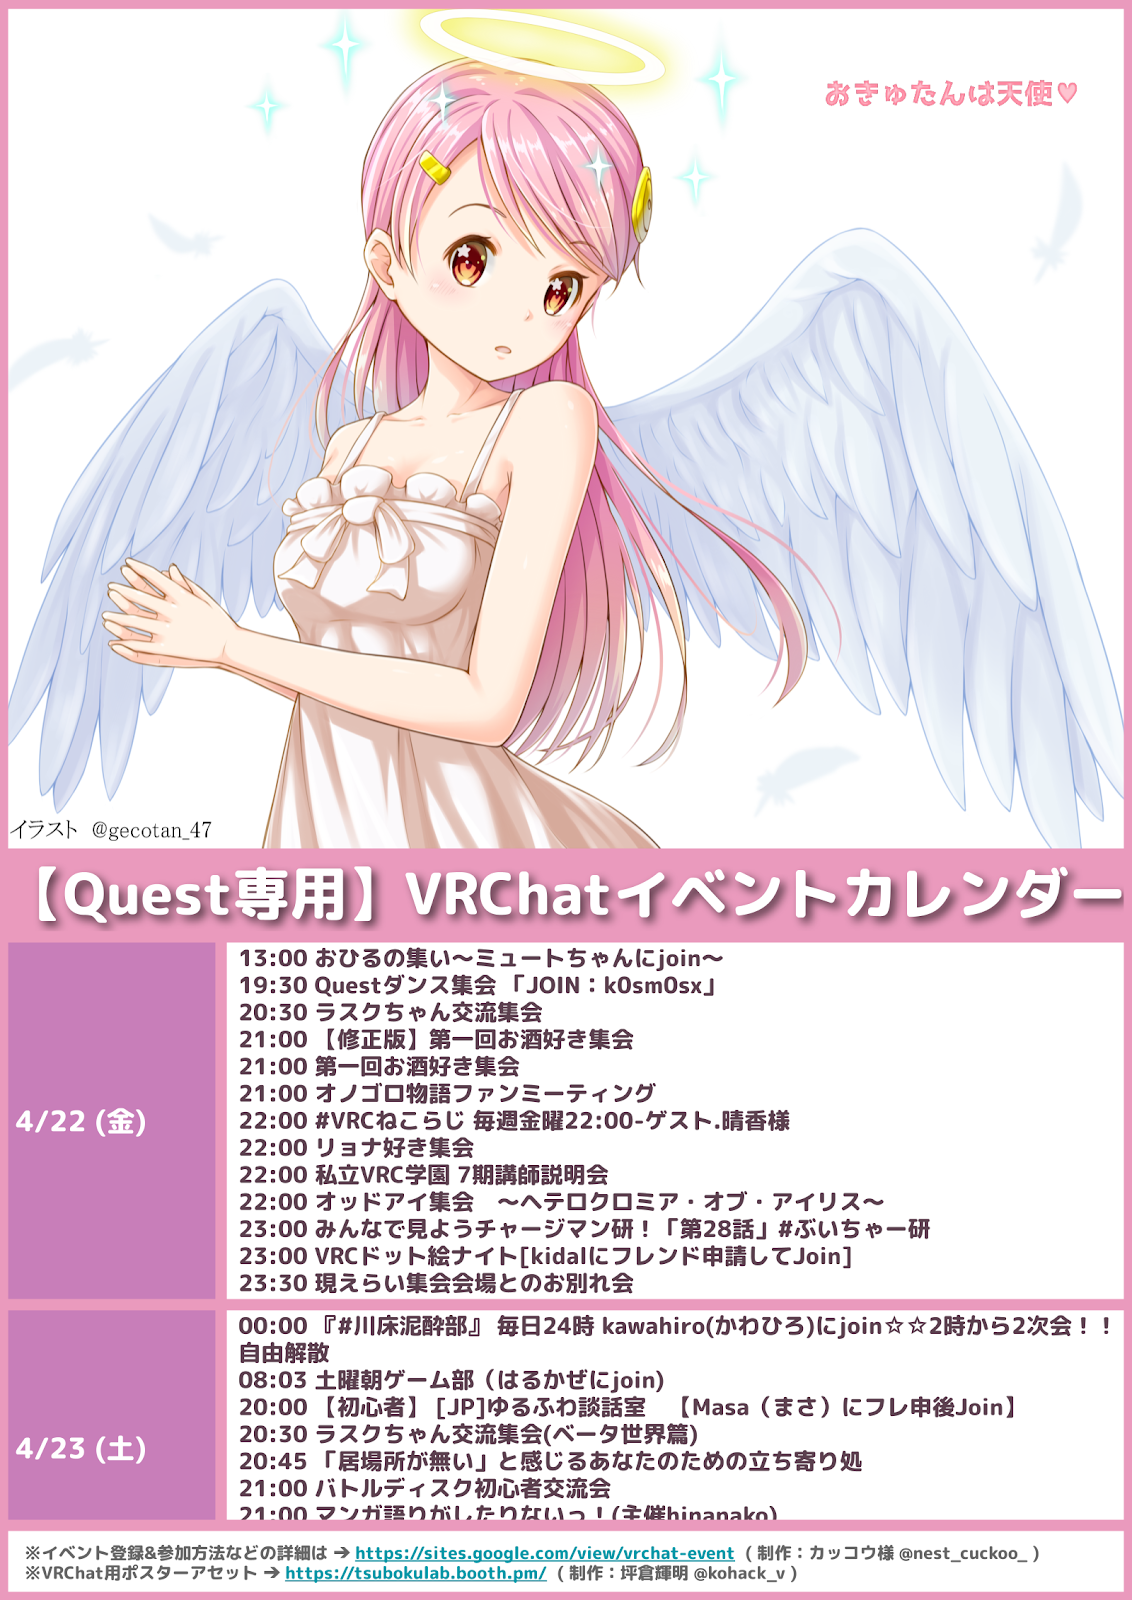 おきゅたんは天使♥
イラスト @gecotan_47
【Quest専用】VRChatイベントカレンダー
4/22 (金)
13:00 おひるの集い～ミュートちゃんにjoin～
19:30 Questダンス集会「JOIN：k0sm0sx」
20:30 ラスクちゃん交流集会
21:00 【修正版】第一回お酒好き集会
21:00 第一回お酒好き集会
21:00 オノゴロ物語ファンミーティング
22:00 #VRCねこらじ 毎週金曜22:00-ゲスト.晴香様
22:00 リョナ好き集会
22:00 私立VRC学園 7期講師説明会
22:00 オッドアイ集会　～ヘテロクロミア・オブ・アイリス～
23:00 みんなで見ようチャージマン研！「第28話」#ぶいちゃー研
23:00 VRCドット絵ナイト[kidalにフレンド申請してJoin]
23:30 現えらい集会会場とのお別れ会
4/23 (土)
00:00 『#川床泥酔部』 毎日24時 kawahiro(かわひろ)にjoin☆☆2時から2次会！！
自由解散
08:03 土曜朝ゲーム部（はるかぜにjoin)
20:00 【初心者】 [JP]ゆるふわ談話室　【Masa（まさ）にフレ申後Join】
20:30 ラスクちゃん交流集会(ベータ世界篇)
20:45 「居場所が無い」と感じるあなたのための立ち寄り処
21:00 バトルディスク初心者交流会
21:00 マンガ語りがしたりないっ！(主催hinanako)
※イベント登録&参加方法などの詳細は → https://sites.google.com/view/vrchat-event ( 制作：カッコウ様 @nest_cuckoo_ )
※VRChat用ポスターアセット → https://tsubokulab.booth.pm/ ( 制作：坪倉輝明 @kohack_v )